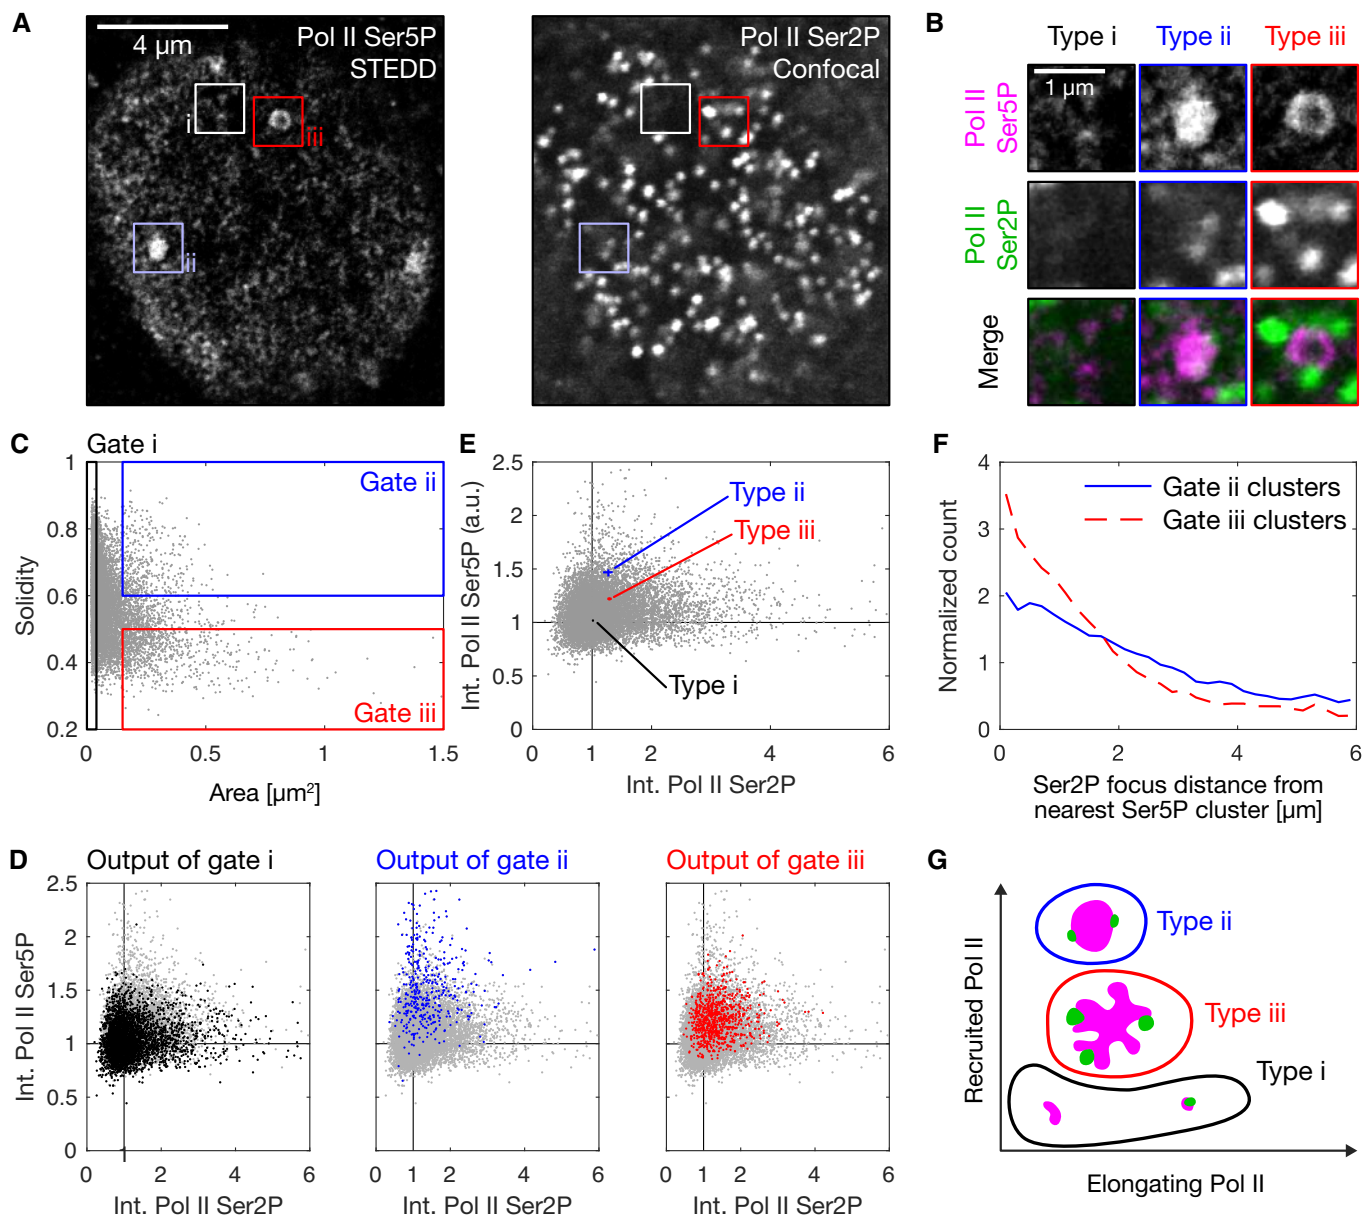 A
4 µm
Pol II Ser5P
STEDD
i
iii
ii
Pol II Ser2P
Confocal
B
Type i
Type ii
Type iii
1 µm
Pol II
Ser5P
Pol II
Ser2P
Merge
C
Gate i
Gate ii
Gate iii
1
0.8
0.6
0.4
0.2
Solidity
0
0.5
1
1.5
Area [µm²]
E
2.5
2
1.5
1
0.5
0
Int. Pol II Ser5P (a.u.)
Type ii
Type iii
Type i
0
1
2
4
6
Int. Pol II Ser2P
F
4
3
2
1
0
Normalized count
Gate ii clusters
Gate iii clusters
0
2
4
6
Ser2P focus distance from
nearest Ser5P cluster [µm]
D
Output of gate i
2.5
2
1.5
1
0.5
0
Int. Pol II Ser5P
0
1
2
4
6
Int. Pol II Ser2P
Output of gate ii
0
1
2
4
6
Int. Pol II Ser2P
Output of gate iii
0
1
2
4
6
Int. Pol II Ser2P
G
Recruited Pol II
Type ii
Type iii
Type i
Elongating Pol II